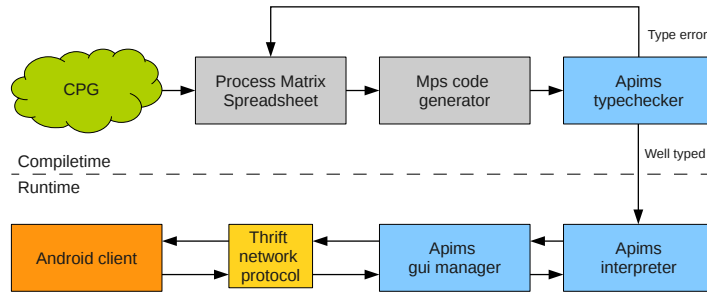 Type error
CPG
Process Matrix
Spreadsheet
Mps code
generator
Apims
typechecker
Compiletime
Well typed
Runtime
Android client
Thrift
network
protocol
Apims
gui manager
Apims
interpreter